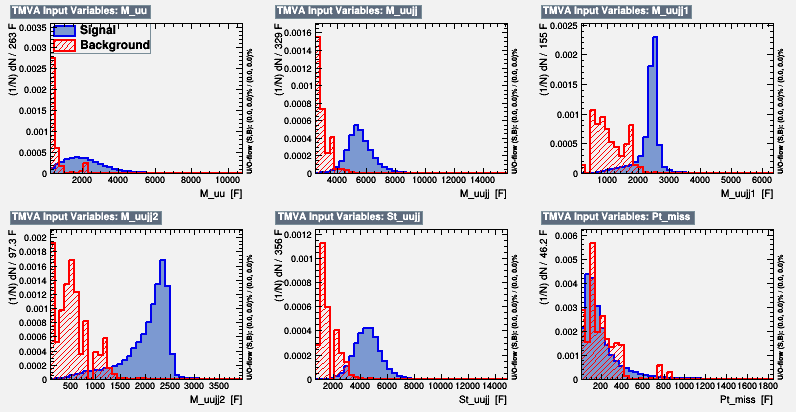 TMVA Input Variables: M_uu
(1/N) dN / 263 F
0.0035
0.003
0.0025
0.002
0.0015
0.001
0.0005
0
Signal
Background
2000 4000 6000 8000 10000
M_uu [F]
U/O-flow (S,B): (0.0, 0.0)% / (0.0, 0.0)%
TMVA Input Variables: M_uujj
(1/N) dN / 329 F
0.0016
0.0014
0.0012
0.001
0.0008
0.0006
0.0004
0.0002
0
4000 6000 8000 10000 12000 14000
M_uujj [F]
U/O-flow (S,B): (0.0, 0.0)% / (0.0, 0.0)%
TMVA Input Variables: M_uujj1
(1/N) dN / 155 F
0.0025
0.002
0.0015
0.001
0.0005
0
1000 2000 3000 4000 5000 6000
M_uujj1 [F]
U/O-flow (S,B): (0.0, 0.0)% / (0.0, 0.0)%
TMVA Input Variables: M_uujj2
(1/N) dN / 97.3 F
0.002
0.0018
0.0016
0.0014
0.0012
0.001
0.0008
0.0006
0.0004
0.0002
0
500 1000 1500 2000 2500 3000 3500
M_uujj2 [F]
U/O-flow (S,B): (0.0, 0.0)% / (0.0, 0.0)%
TMVA Input Variables: St_uujj
(1/N) dN / 356 F
0.0012
0.001
0.0008
0.0006
0.0004
0.0002
0
2000 4000 6000 8000 10000 12000 14000
St_uujj [F]
U/O-flow (S,B): (0.0, 0.0)% / (0.0, 0.0)%
TMVA Input Variables: Pt_miss
(1/N) dN / 46.2 F
0.006
0.005
0.004
0.003
0.002
0.001
0
200 400 600 800 1000 1200 1400 1600 1800
Pt_miss [F]
U/O-flow (S,B): (0.0, 0.0)% / (0.0, 0.0)%